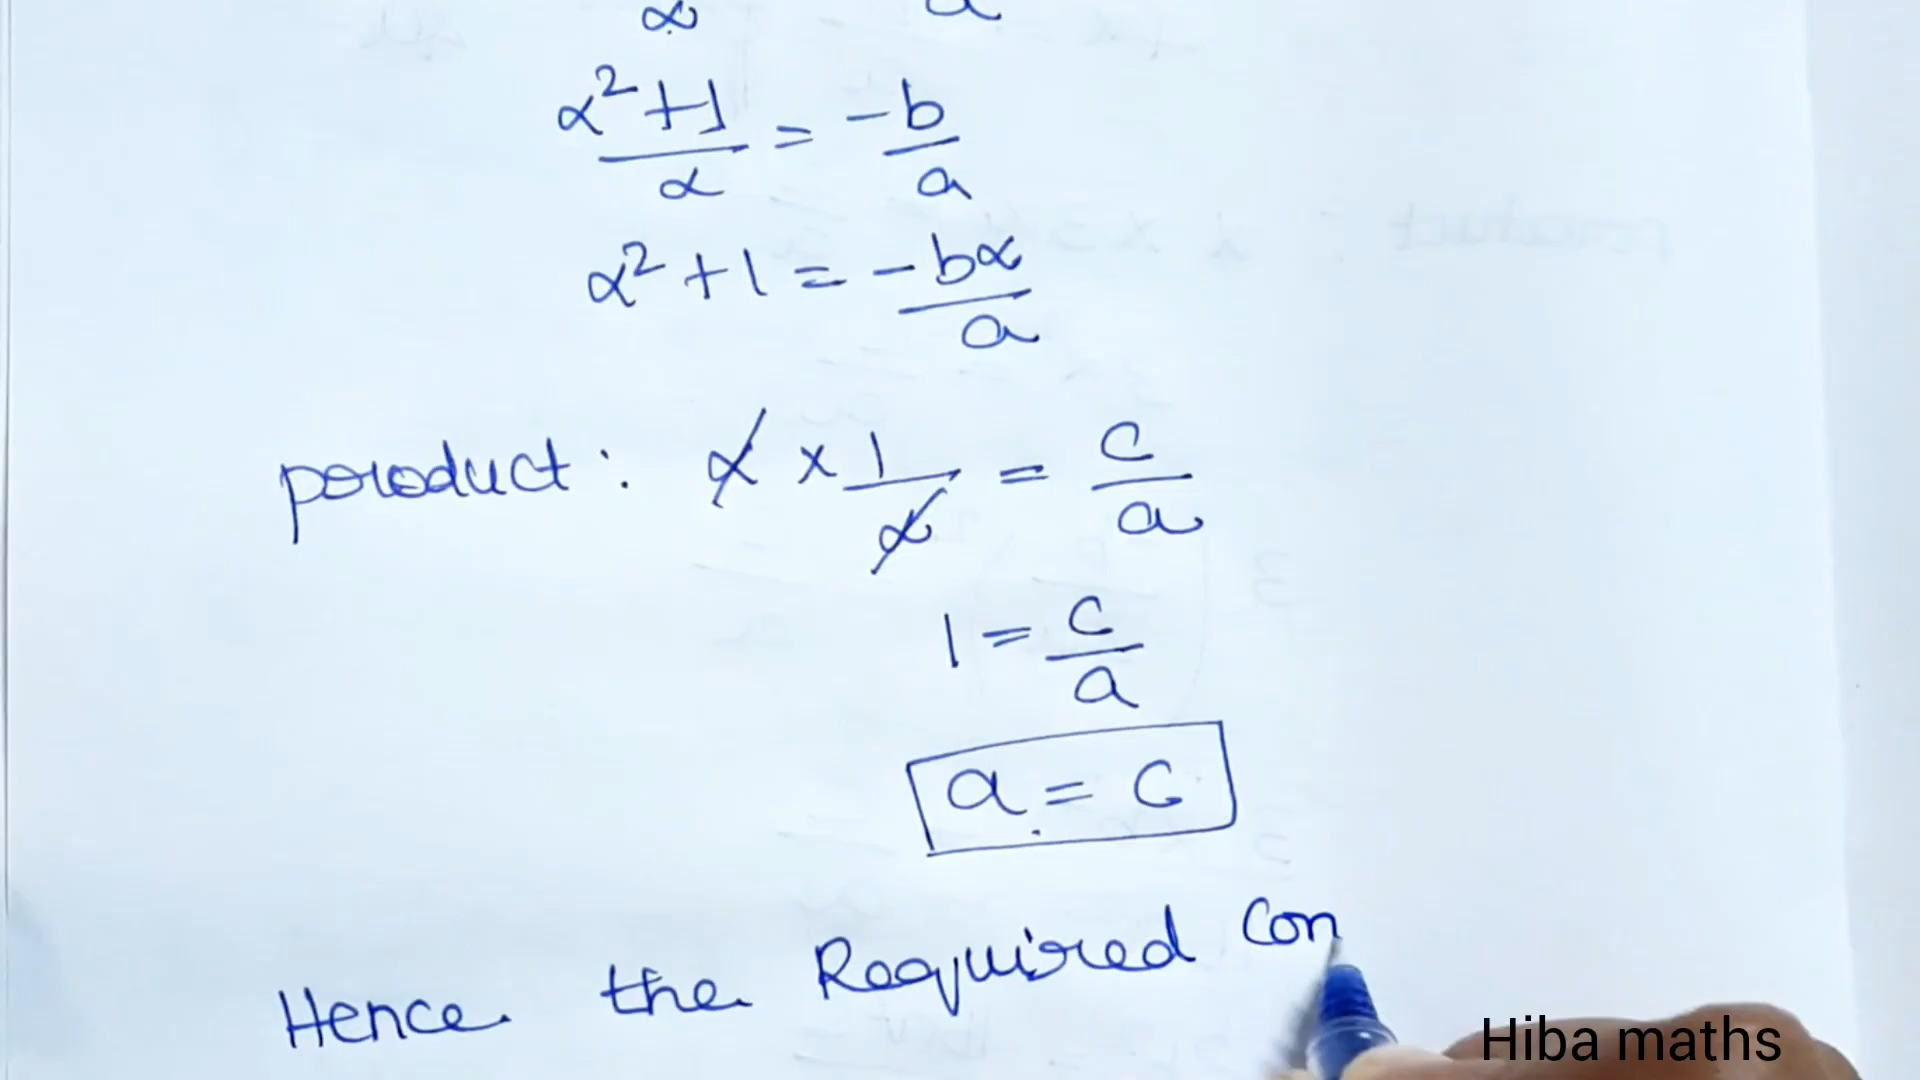 α a
α²+1/α = -b/a
α²+1 = -bα/a
product: α × 1/α = c/a
1 = c/a
a = c
Hence the Required Con
Hiba maths